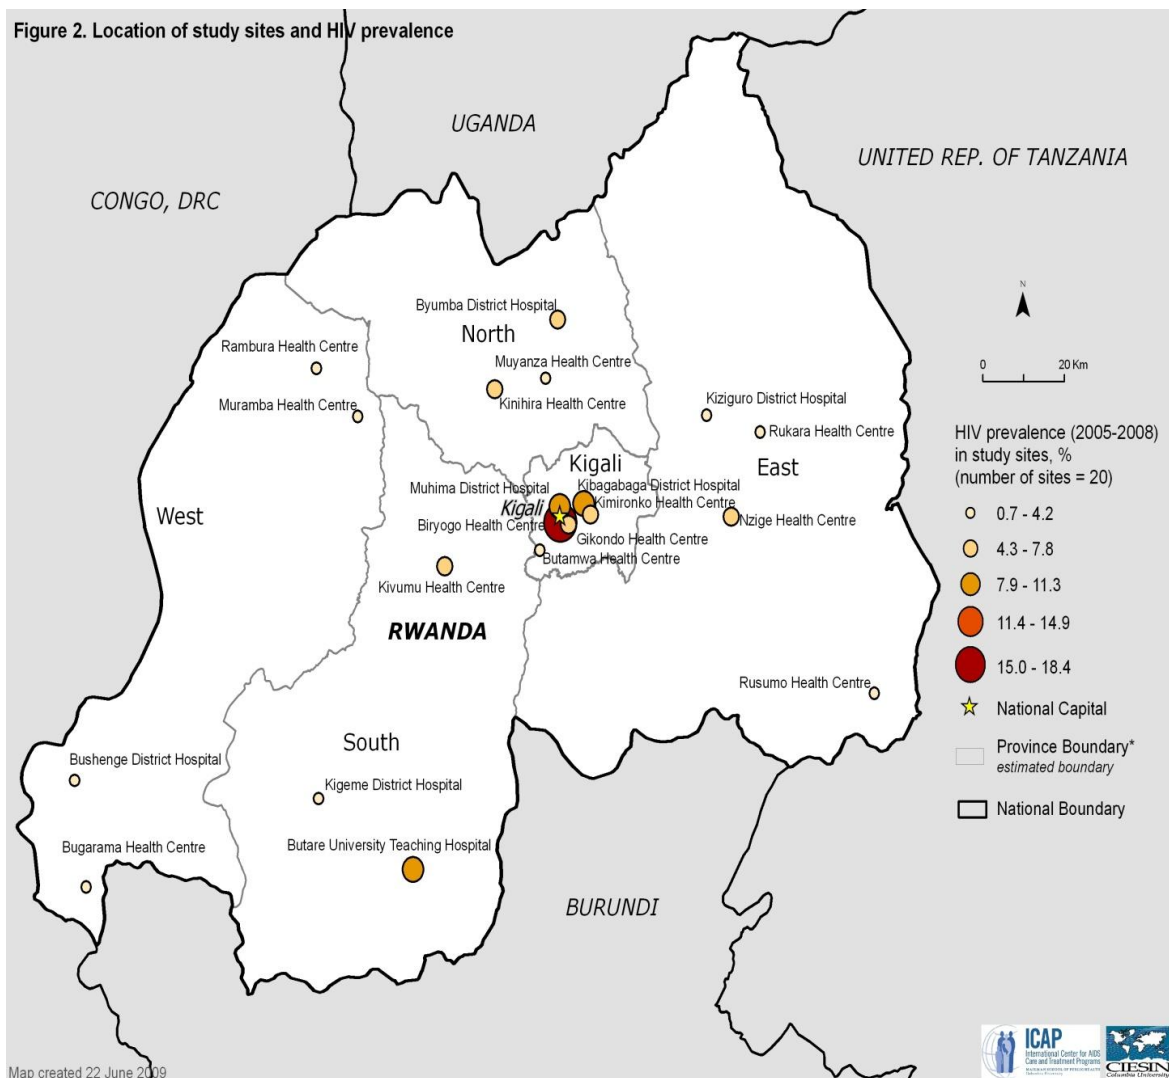 Figure 2. Location of study sites and HIV prevalence
UGANDA
UNITED REP. OF TANZANIA
CONGO, DRC
N
Byumba District Hospital
North
Rambura Health Centre
Muyanza Health Centre
0 20 Km
Muramba Health Centre
Kinihira Health Centre
Kiziguro District Hospital
Rukara Health Centre
HIV prevalence (2005-2008)
in study sites, %
(number of sites = 20)
East
Kigali
Muhima District Hospital
Kibagabaga District Hospital
Kigali
Kimironko Health Centre
West
Biryogo Health Centre
Nzige Health Centre
Gikondo Health Centre
Butamwa Health Centre
Kivumu Health Centre
0.7 - 4.2
4.3 - 7.8
7.9 - 11.3
11.4 - 14.9
15.0 - 18.4
RWANDA
Rusumo Health Centre
National Capital
South
Province Boundary*
estimated boundary
Bushenge District Hospital
Kigeme District Hospital
National Boundary
Butare University Teaching Hospital
Bugarama Health Centre
BURUNDI
ICAP
International Center for AIDS
Care and Treatment Programs
CIESIN
Columbia University
Map created 22 June 2009